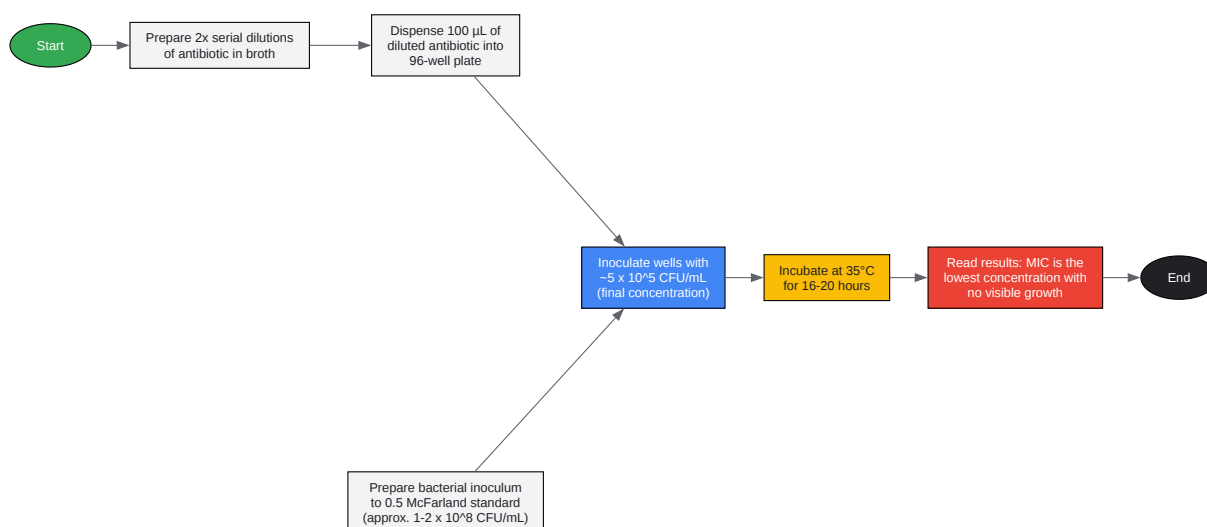 Start
Prepare 2x serial dilutions
of antibiotic in broth
Dispense 100 µL of
diluted antibiotic into
96-well plate
Inoculate wells with
~5 x 10^5 CFU/mL
(final concentration)
Incubate at 35°C
for 16-20 hours
Read results: MIC is the
lowest concentration with
no visible growth
End
Prepare bacterial inoculum
to 0.5 McFarland standard
(approx. 1-2 x 10^8 CFU/mL)